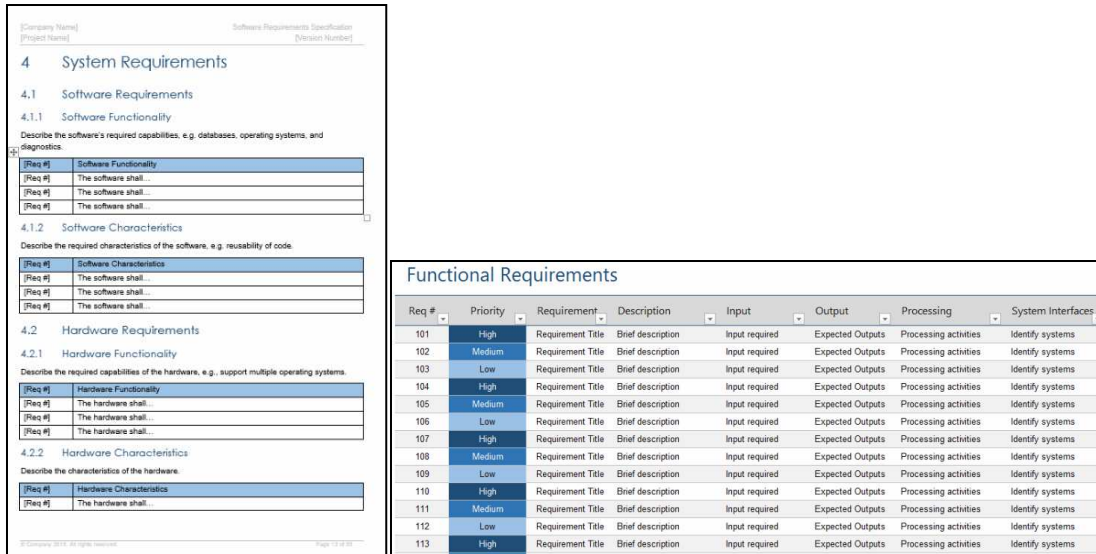 [Company Name] Software Requirements Specification
[Project Name] [Version Number]
4 System Requirements
4.1 Software Requirements
4.1.1 Software Functionality
Describe the software's required capabilities, e.g. databases, operating systems, and
diagnostics.
[Req #] Software Functionality
[Req #] The software shall…
[Req #] The software shall…
[Req #] The software shall…
4.1.2 Software Characteristics
Describe the required characteristics of the software, e.g. reusability of code.
[Req #] Software Characteristics
[Req #] The software shall…
[Req #] The software shall…
[Req #] The software shall…
4.2 Hardware Requirements
4.2.1 Hardware Functionality
Describe the required capabilities of the hardware, e.g., support multiple operating systems.
[Req #] Hardware Functionality
[Req #] The hardware shall…
[Req #] The hardware shall…
[Req #] The hardware shall…
4.2.2 Hardware Characteristics
Describe the characteristics of the hardware.
[Req #] Hardware Characteristics
[Req #] The hardware shall…
© Company. All rights reserved. Page
Functional Requirements
Req # Priority Requirement Description Input Output Processing System Interfaces
101 High Requirement Title Brief description Input required Expected Outputs Processing activities Identify systems
102 Medium Requirement Title Brief description Input required Expected Outputs Processing activities Identify systems
103 Low Requirement Title Brief description Input required Expected Outputs Processing activities Identify systems
104 High Requirement Title Brief description Input required Expected Outputs Processing activities Identify systems
105 Medium Requirement Title Brief description Input required Expected Outputs Processing activities Identify systems
106 Low Requirement Title Brief description Input required Expected Outputs Processing activities Identify systems
107 High Requirement Title Brief description Input required Expected Outputs Processing activities Identify systems
108 Medium Requirement Title Brief description Input required Expected Outputs Processing activities Identify systems
109 Low Requirement Title Brief description Input required Expected Outputs Processing activities Identify systems
110 High Requirement Title Brief description Input required Expected Outputs Processing activities Identify systems
111 Medium Requirement Title Brief description Input required Expected Outputs Processing activities Identify systems
112 Low Requirement Title Brief description Input required Expected Outputs Processing activities Identify systems
113 High Requirement Title Brief description Input required Expected Outputs Processing activities Identify systems